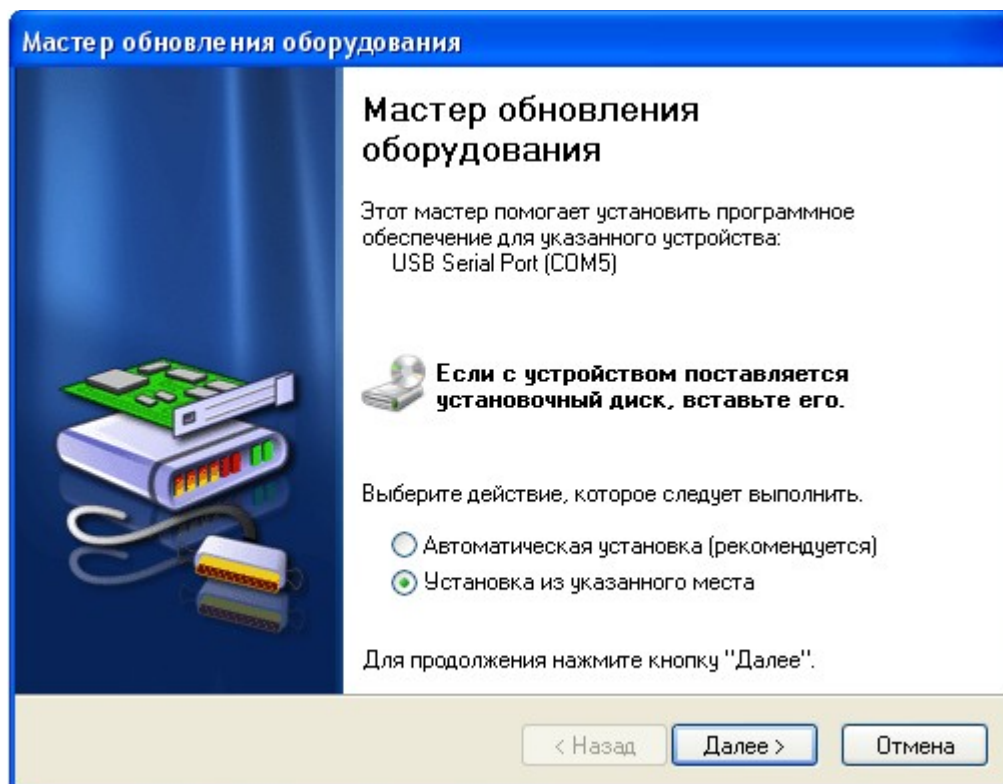 Мастер обновления оборудования
Мастер обновления
оборудования
Этот мастер помогает установить программное
обеспечение для указанного устройства:
USB Serial Port (COM5)
Если с устройством поставляется
установочный диск, вставьте его.
Выберите действие, которое следует выполнить.
Автоматическая установка (рекомендуется)
Установка из указанного места
Для продолжения нажмите кнопку "Далее".
< Назад Далее > Отмена